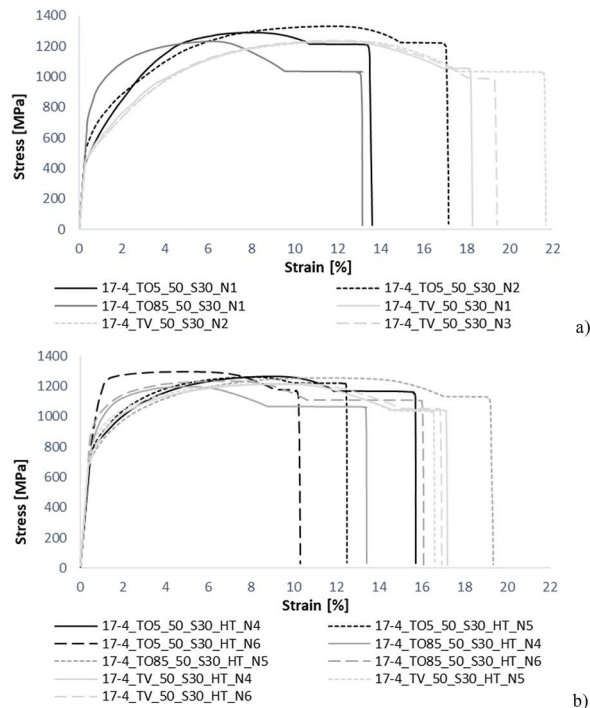 1400
1200
1000
800
600
400
200
0
Stress [MPa]
0 2 4 6 8 10 12 14 16 18 20 22
Strain [%]
17-4_TO5_50_S30_N1 17-4_TO5_50_S30_N2
17-4_TO85_50_S30_N1 17-4_TV_50_S30_N1
17-4_TV_50_S30_N2 17-4_TV_50_S30_N3
a)
1400
1200
1000
800
600
400
200
0
Stress [MPa]
0 2 4 6 8 10 12 14 16 18 20 22
Strain [%]
17-4_TO5_50_S30_HT_N4 17-4_TO5_50_S30_HT_N5
17-4_TO5_50_S30_HT_N6 17-4_TO85_50_S30_HT_N4
17-4_TO85_50_S30_HT_N5 17-4_TO85_50_S30_HT_N6
17-4_TV_50_S30_HT_N4 17-4_TV_50_S30_HT_N5
17-4_TV_50_S30_HT_N6
b)